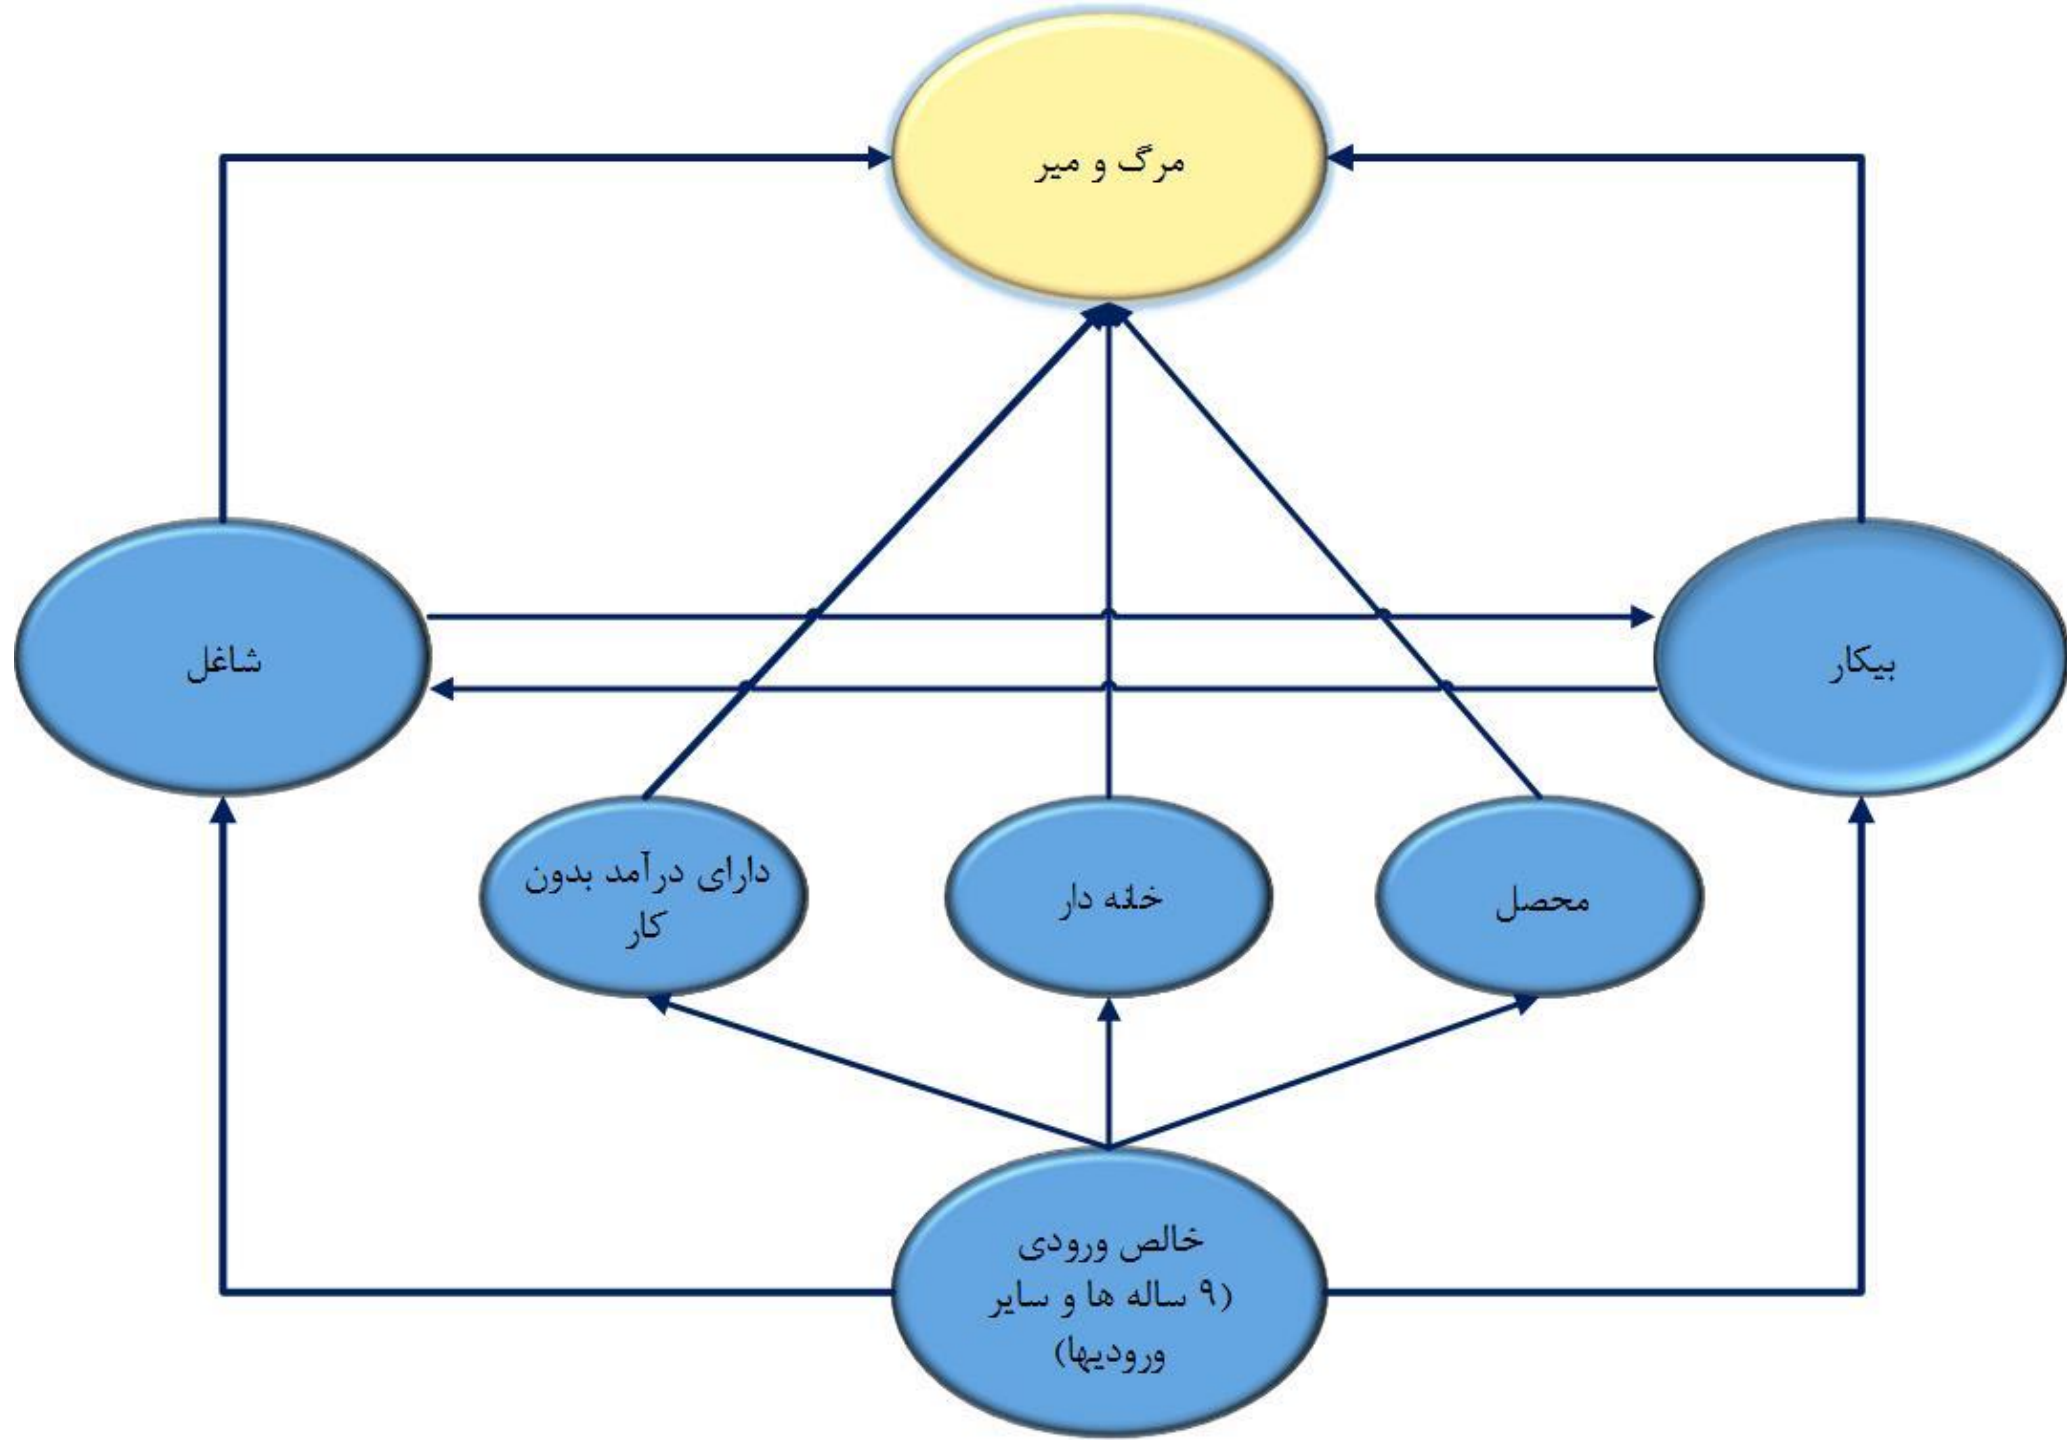 مرگ و میر
بیکار
شاغل
محصل
خانه دار
دارای درآمد بدون
کار
خالص ورودی
(۹ ساله ها و سایر
ورودیها)